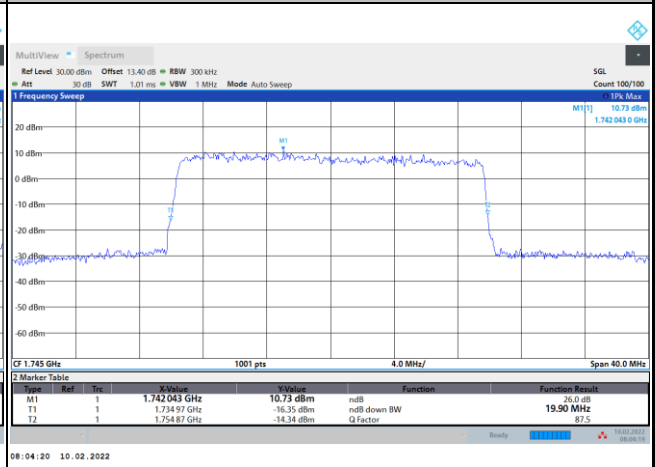 MultiView Spectrum
Ref Level 30.00 dBm Offset 13.40 dB RBW 300 kHz SGL
Att 30 dB SWT 1.01 ms VBW 1 MHz Mode Auto Sweep Count 100/100
1 Frequency Sweep 1Pk Max
M1[1] 10.73 dBm
1.742 043 0 GHz
20 dBm
M1
10 dBm
0 dBm
-10 dBm
T1 T2
-20 dBm
-30 dBm
-40 dBm
-50 dBm
-60 dBm
CF 1.745 GHz 1001 pts 4.0 MHz/ Span 40.0 MHz
2 Marker Table
Type Ref Trc X-Value Y-Value Function Function Result
M1 1 1.742 043 GHz 10.73 dBm ndB 26.0 dB
T1 1 1.734 97 GHz -16.35 dBm ndB down BW 19.90 MHz
T2 1 1.754 87 GHz -14.34 dBm Q Factor 87.5
Ready 10.02.2022
08:04:19
08:04:20 10.02.2022